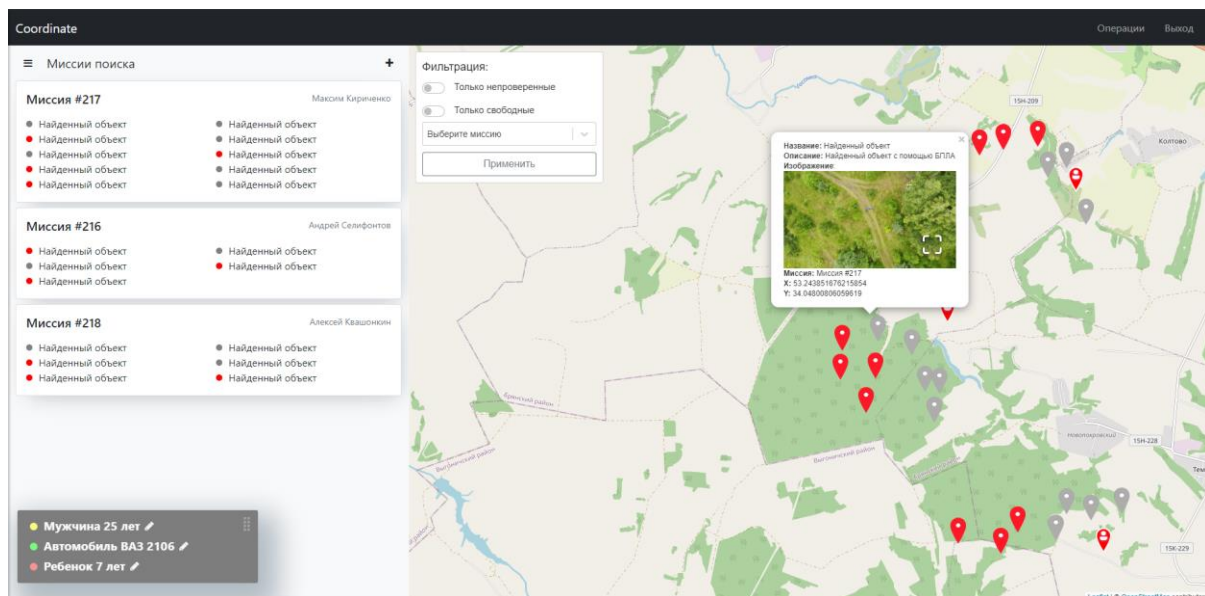 Coordinate
Операции Выход
Миссии поиска +
Миссия #217 Максим Кириченко
Найденный объект Найденный объект
Найденный объект Найденный объект
Найденный объект Найденный объект
Найденный объект Найденный объект
Найденный объект Найденный объект
Миссия #216 Андрей Селифонтов
Найденный объект Найденный объект
Найденный объект Найденный объект
Найденный объект
Миссия #218 Алексей Квашонкин
Найденный объект Найденный объект
Найденный объект Найденный объект
Найденный объект Найденный объект
Мужчина 25 лет
Автомобиль ВАЗ 2106
Ребенок 7 лет
Фильтрация:
Только непроверенные
Только свободные
Выберите миссию
Применить
Название: Найденный объект
Описание: Найденный объект с помощью БПЛА
Изображение
Миссия: Миссия #217
X: 53.243851676215854
Y: 34.04800806059619
15Н-209
Колтово
Брянский район
Выгоничский район
Выгоничский район
Новопокровский
15Н-228
Тем
15К-229